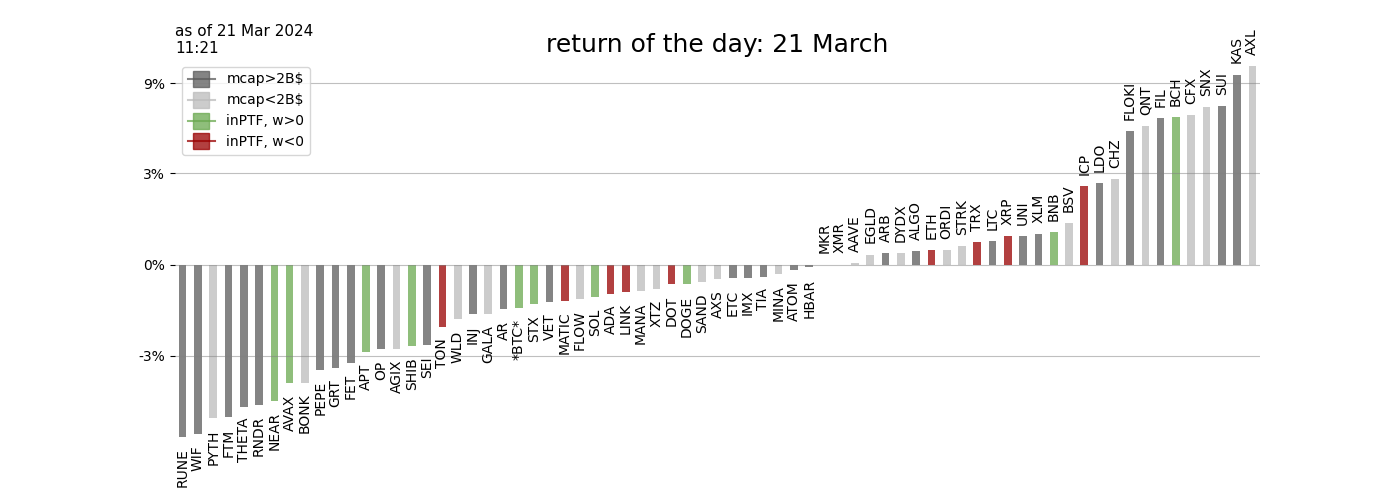 as of 21 Mar 2024
11:21
return of the day: 21 March
mcap>2B$
mcap<2B$
inPTF, w>0
inPTF, w<0
9%
3%
0%
-3%
RUNE
WIF
PYTH
FTM
THETA
RNDR
NEAR
AVAX
BONK
PEPE
GRT
FET
APT
OP
AGIX
SHIB
SEI
TON
WLD
INJ
GALA
AR
*BTC*
STX
VET
MATIC
FLOW
SOL
ADA
LINK
MANA
XTZ
DOT
DOGE
SAND
AXS
ETC
IMX
TIA
MINA
ATOM
HBAR
MKR
XMR
AAVE
EGLD
ARB
DYDX
ALGO
ETH
ORDI
STRK
TRX
LTC
XRP
UNI
XLM
BNB
BSV
ICP
LDO
CHZ
FLOKI
QNT
FIL
BCH
CFX
SNX
SUI
KAS
AXL